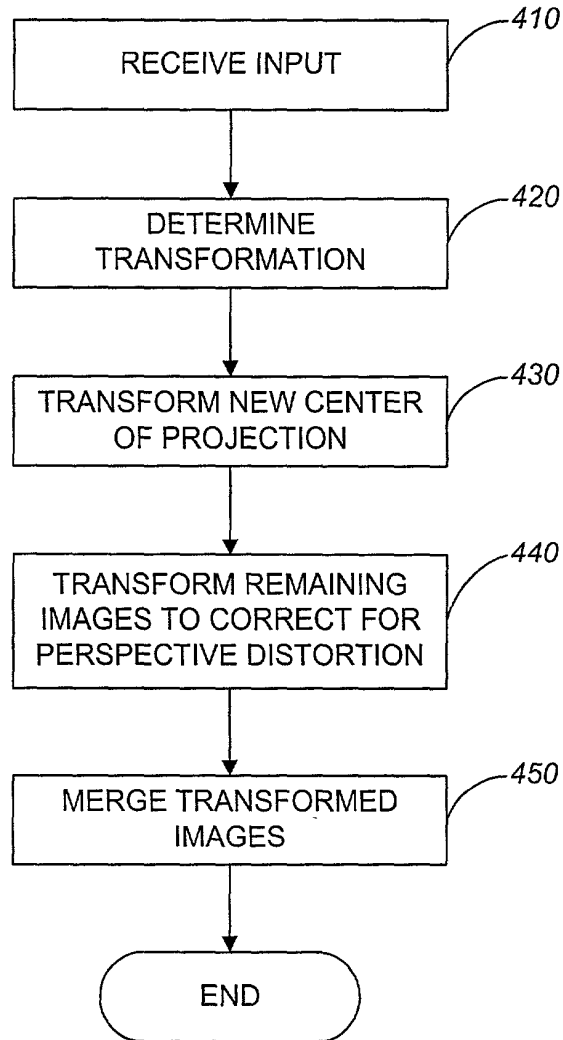 410
RECEIVE INPUT
420
DETERMINE
TRANSFORMATION
430
TRANSFORM NEW CENTER
OF PROJECTION
440
TRANSFORM REMAINING
IMAGES TO CORRECT FOR
PERSPECTIVE DISTORTION
450
MERGE TRANSFORMED
IMAGES
END